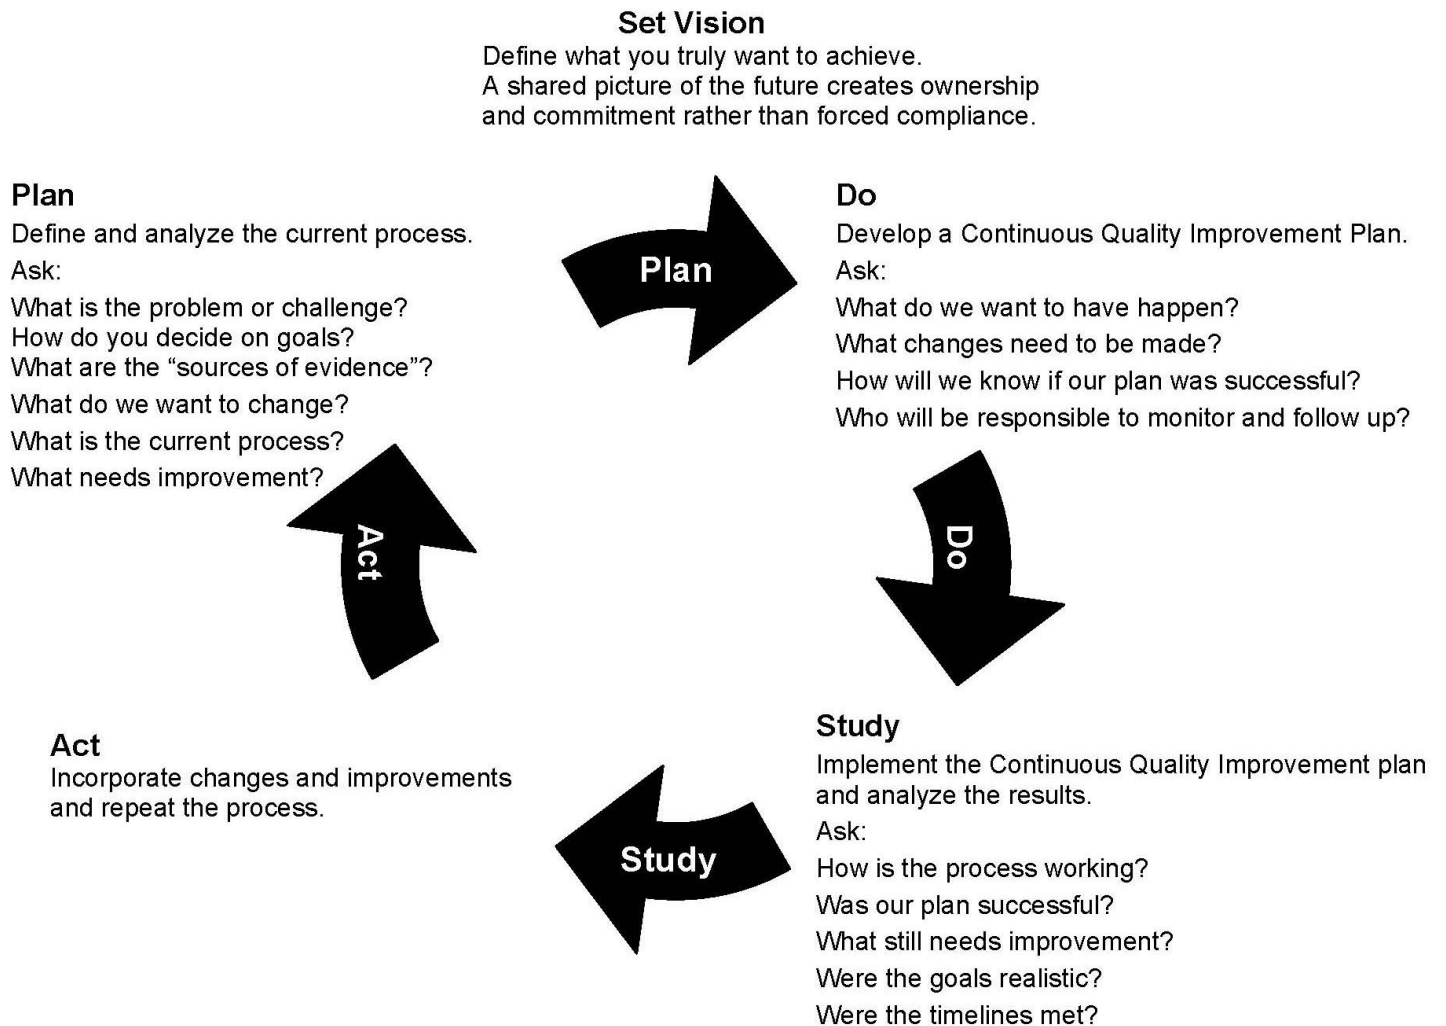 Set Vision
Define what you truly want to achieve.
A shared picture of the future creates ownership
and commitment rather than forced compliance.
Plan
Define and analyze the current process.
Ask:
What is the problem or challenge?
How do you decide on goals?
What are the “sources of evidence”?
What do we want to change?
What is the current process?
What needs improvement?
Plan
Do
Develop a Continuous Quality Improvement Plan.
Ask:
What do we want to have happen?
What changes need to be made?
How will we know if our plan was successful?
Who will be responsible to monitor and follow up?
Do
Study
Implement the Continuous Quality Improvement plan
and analyze the results.
Ask:
How is the process working?
Was our plan successful?
What still needs improvement?
Were the goals realistic?
Were the timelines met?
Study
Act
Incorporate changes and improvements
and repeat the process.
Act